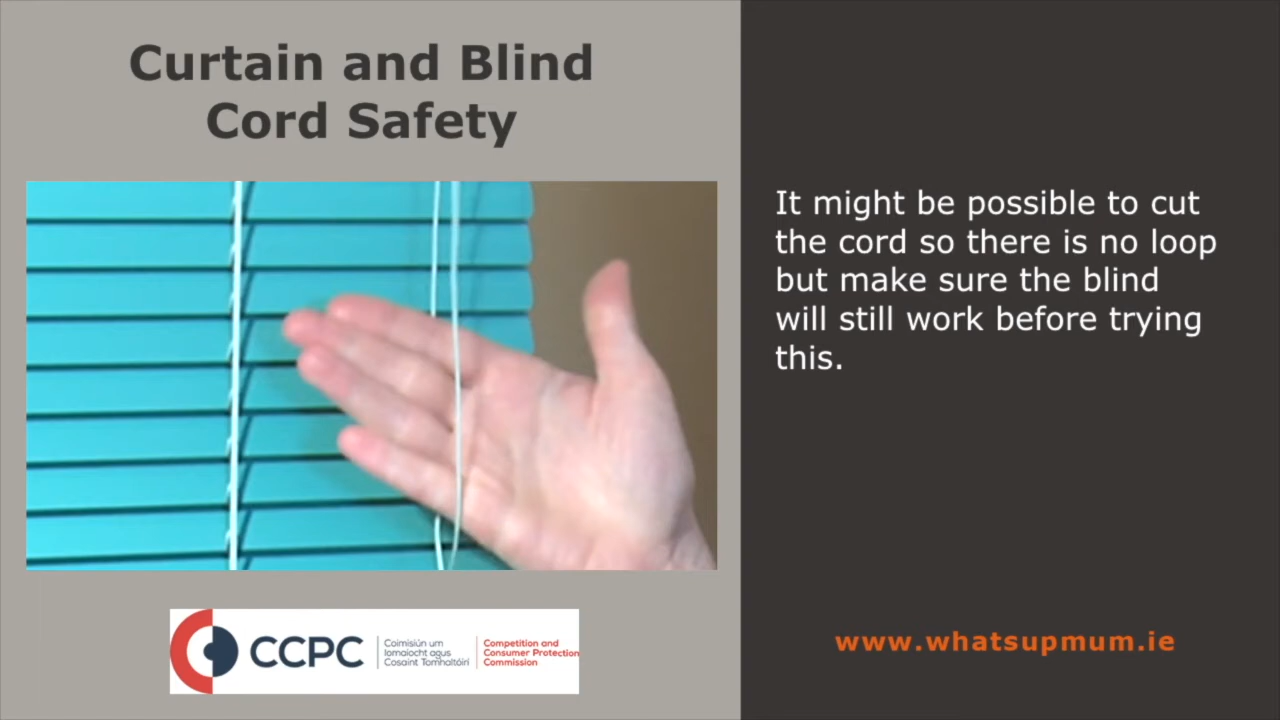 Curtain and Blind
Cord Safety
It might be possible to cut
the cord so there is no loop
but make sure the blind
will still work before trying
this.
CCPC
Coimisiún um
Iomaíocht agus
Cosaint Tomhaltóirí
Competition and
Consumer Protection
Commission
www.whatsupmum.ie